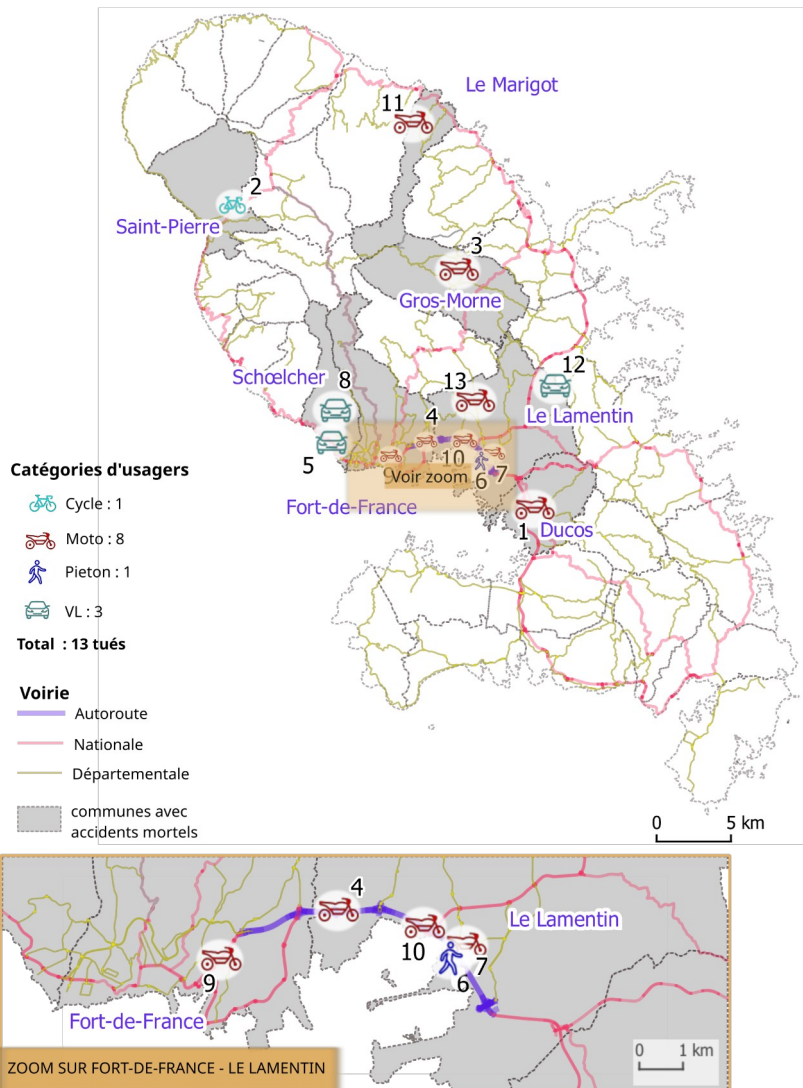 Le Marigot
11
2
Saint-Pierre
3
Gros-Morne
Schœlcher
8
12
13
Le Lamentin
4
5
9
10
Voir zoom
6
7
Fort-de-France
1
Ducos
Catégories d'usagers
Cycle : 1
Moto : 8
Pieton : 1
VL : 3
Total : 13 tués
Voirie
Autoroute
Nationale
Départementale
communes avec
accidents mortels
0 5 km
4
Le Lamentin
10
7
6
9
Fort-de-France
0 1 km
ZOOM SUR FORT-DE-FRANCE - LE LAMENTIN